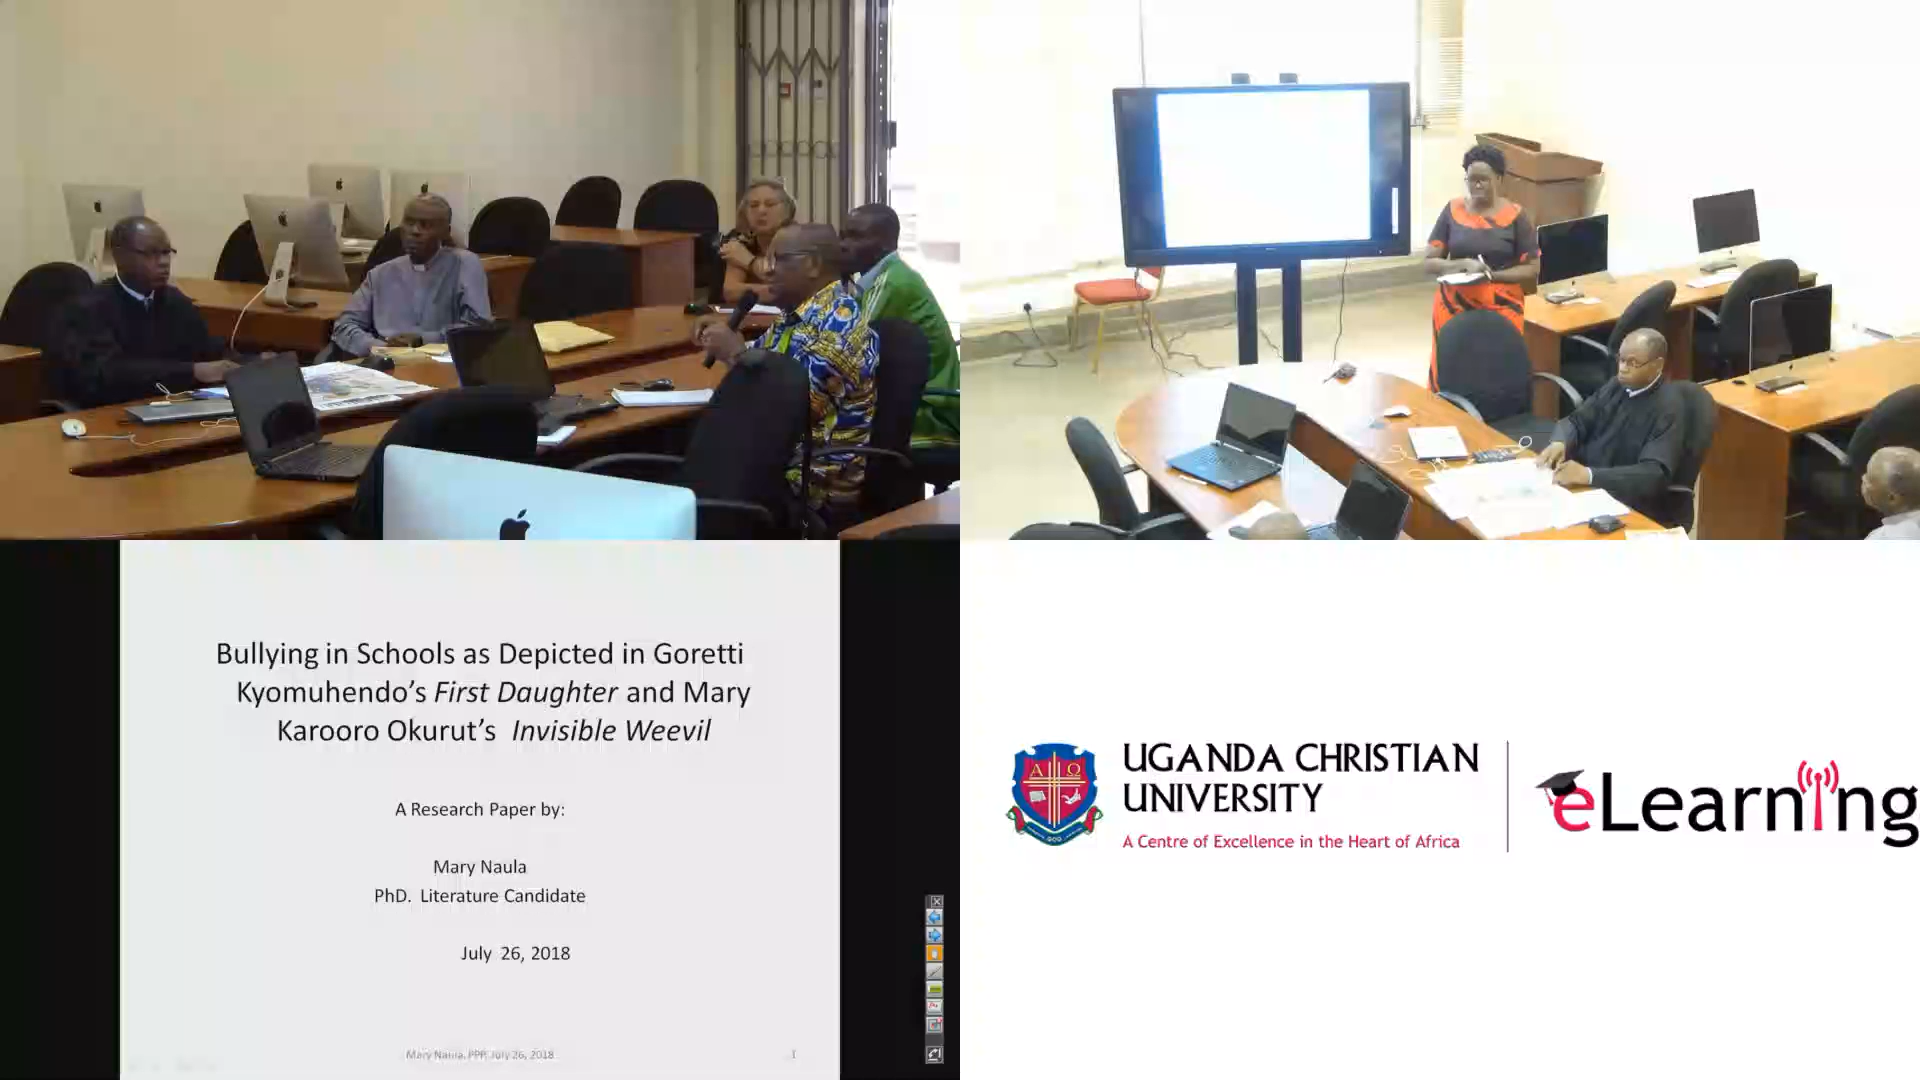 Bullying in Schools as Depicted in Goretti
Kyomuhendo's First Daughter and Mary
Karooro Okurut's Invisible Weevil
A Research Paper by:
Mary Naula
PhD. Literature Candidate
July 26, 2018
Mary Naula, PPP, July 26, 2018
1
UGANDA CHRISTIAN
UNIVERSITY
A Centre of Excellence in the Heart of Africa
eLearning
Α Ω